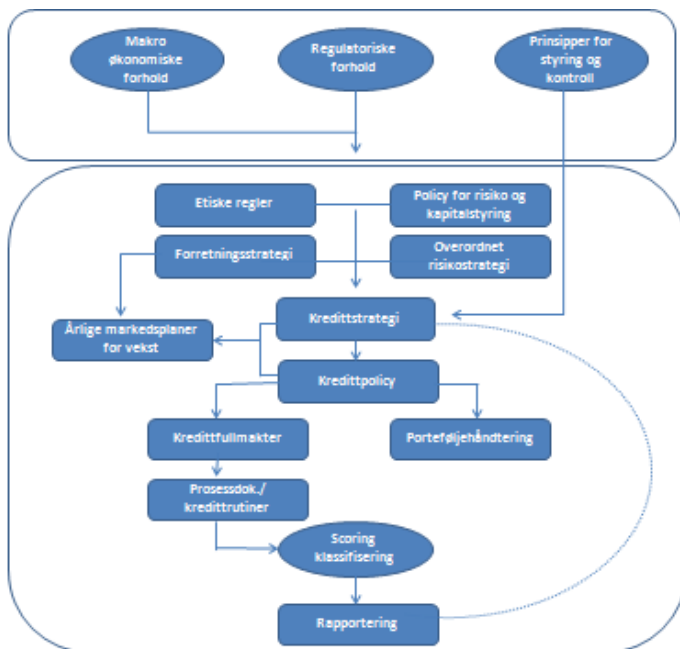 Makro
økonomiske
forhold
Regulatoriske
forhold
Prinsipper for
styring og
kontroll
Etiske regler
Policy for risiko og
kapitalstyring
Forretningsstrategi
Overordnet
risikostrategi
Kredittstrategi
Årlige markedsplaner
for vekst
Kredittpolicy
Kredittfullmakter
Porteføljehåndtering
Prosessdok./
kredittrutiner
Scoring
klassifisering
Rapportering